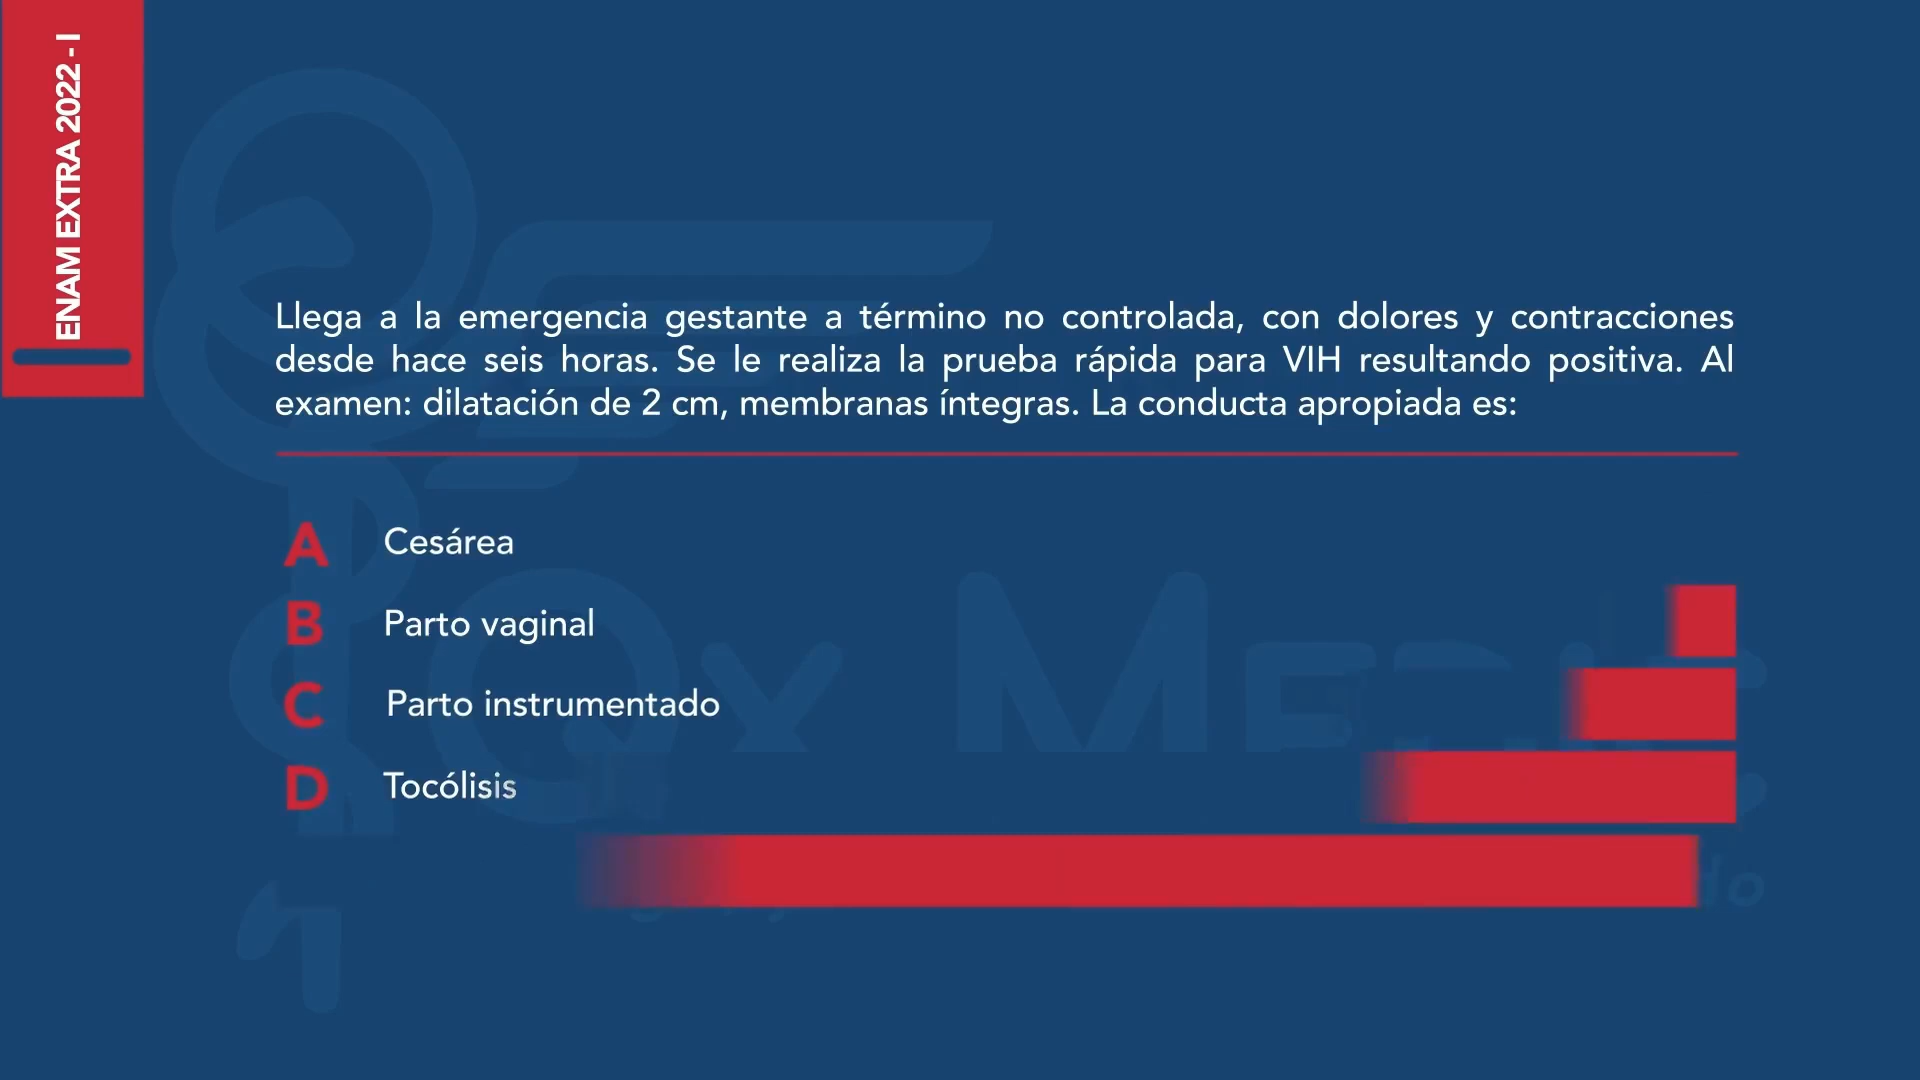 ENAM EXTRA 2022 - I
Llega a la emergencia gestante a término no controlada, con dolores y contracciones
desde hace seis horas. Se le realiza la prueba rápida para VIH resultando positiva. Al
examen: dilatación de 2 cm, membranas íntegras. La conducta apropiada es:
A Cesárea
B Parto vaginal
C Parto instrumentado
D Tocólisis